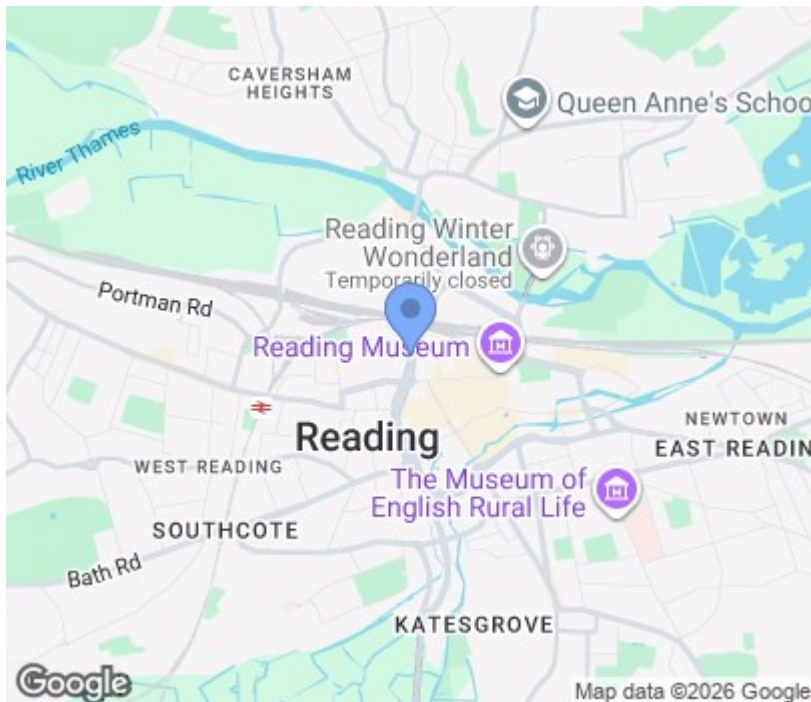 CAVERSHAM
HEIGHTS
Queen Anne's Schoo
River Thames
Reading Winter
Wonderland
Temporarily closed
Portman Rd
Reading Museum
Reading
NEWTOWN
EAST READIN
WEST READING
The Museum of
English Rural Life
SOUTHCOTE
Bath Rd
KATESGROVE
Google
Map data ©2026 Google